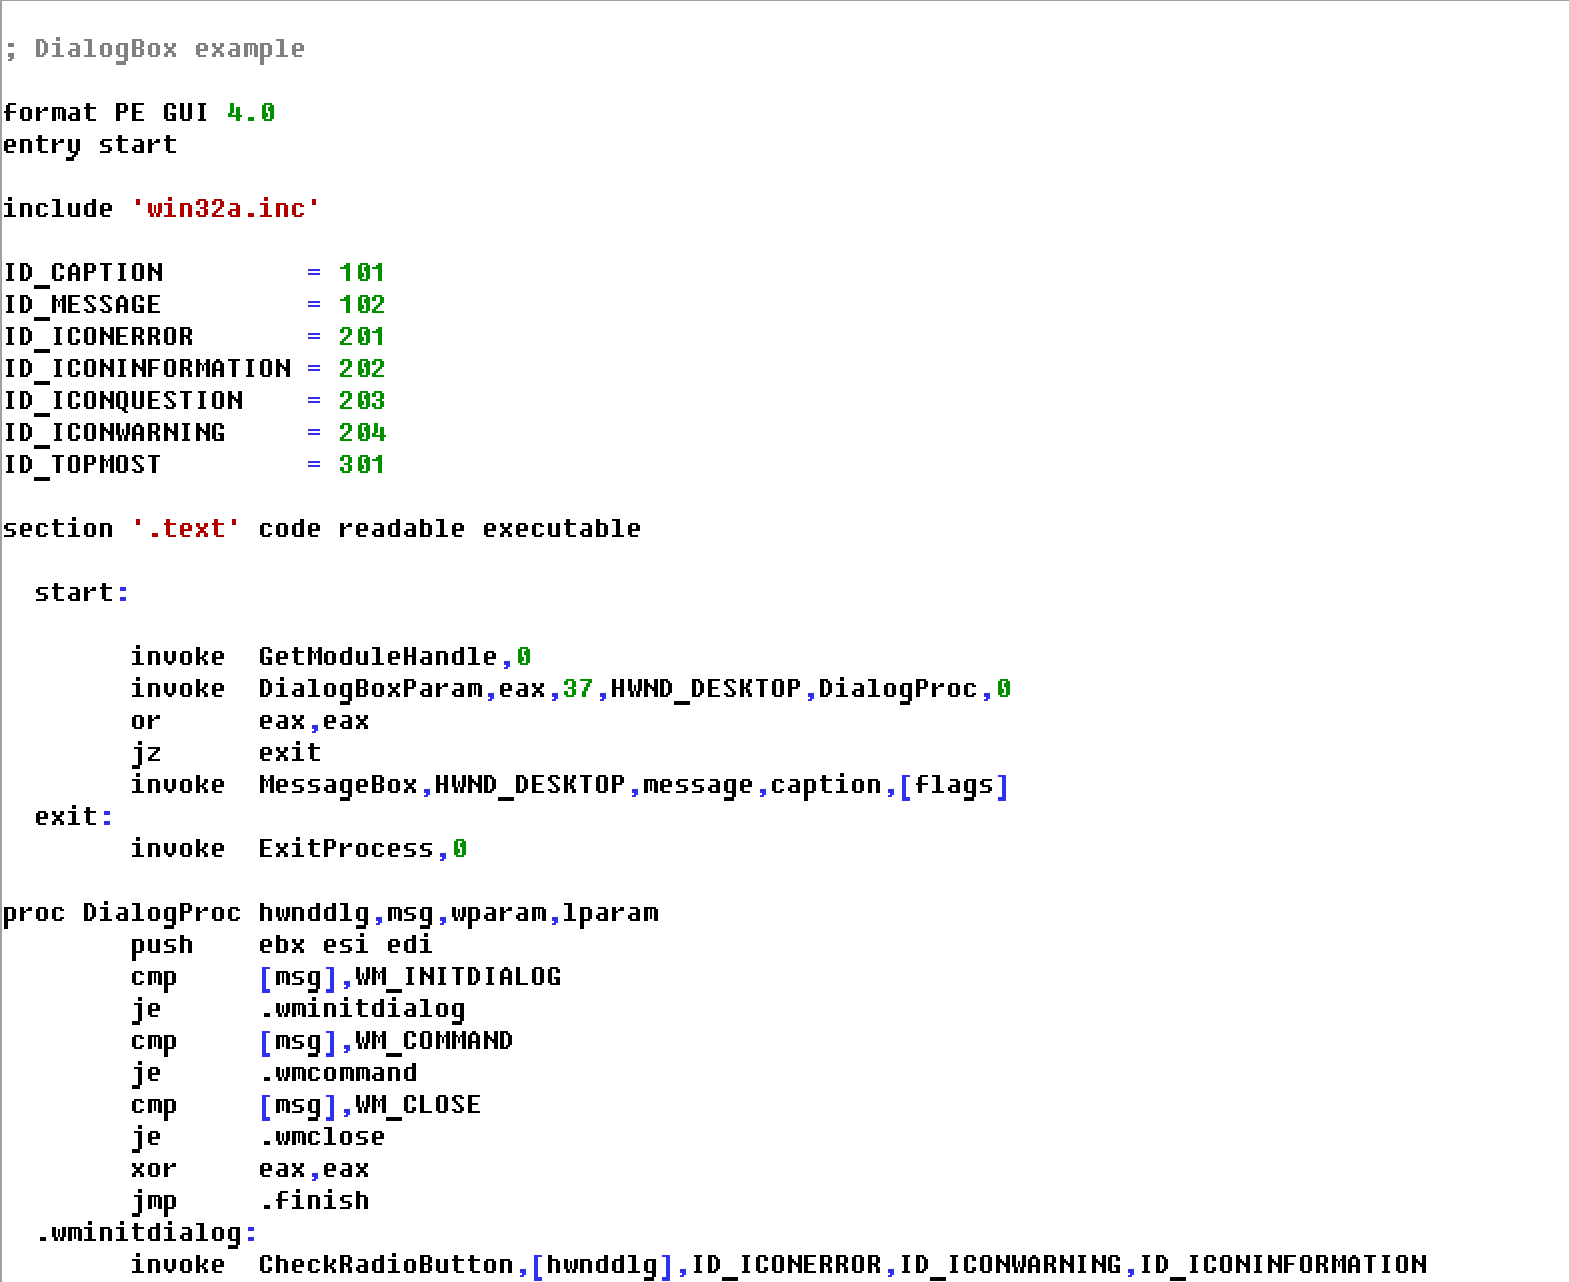 ; DialogBox example
format PE GUI 4.0
entry start
include 'win32a.inc'
ID_CAPTION         = 101
ID_MESSAGE         = 102
ID_ICONERROR       = 201
ID_ICONINFORMATION = 202
ID_ICONQUESTION    = 203
ID_ICONWARNING     = 204
ID_TOPMOST         = 301
section '.text' code readable executable
  start:
        invoke  GetModuleHandle,0
        invoke  DialogBoxParam,eax,37,HWND_DESKTOP,DialogProc,0
        or      eax,eax
        jz      exit
        invoke  MessageBox,HWND_DESKTOP,message,caption,[flags]
  exit:
        invoke  ExitProcess,0
proc DialogProc hwnddlg,msg,wparam,lparam
        push    ebx esi edi
        cmp     [msg],WM_INITDIALOG
        je      .wminitdialog
        cmp     [msg],WM_COMMAND
        je      .wmcommand
        cmp     [msg],WM_CLOSE
        je      .wmclose
        xor     eax,eax
        jmp     .finish
  .wminitdialog:
        invoke  CheckRadioButton,[hwnddlg],ID_ICONERROR,ID_ICONWARNING,ID_ICONINFORMATION